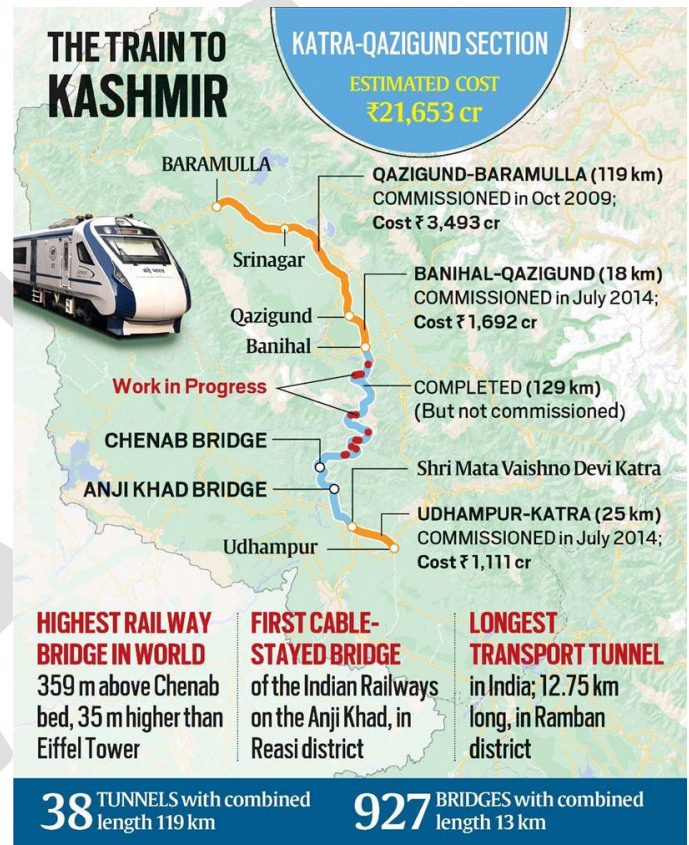 THE TRAIN TO
KASHMIR
KATRA-QAZIGUND SECTION
ESTIMATED COST
₹21,653 cr
BARAMULLA
QAZIGUND-BARAMULLA (119 km)
COMMISSIONED in Oct 2009;
Cost ₹ 3,493 cr
Srinagar
BANIHAL-QAZIGUND (18 km)
COMMISSIONED in July 2014;
Cost ₹ 1,692 cr
Qazigund
Banihal
Work in Progress
COMPLETED (129 km)
(But not commissioned)
CHENAB BRIDGE
ANJI KHAD BRIDGE
Shri Mata Vaishno Devi Katra
UDHAMPUR-KATRA (25 km)
COMMISSIONED in July 2014;
Cost ₹ 1,111 cr
Udhampur
HIGHEST RAILWAY
BRIDGE IN WORLD
359 m above Chenab
bed, 35 m higher than
Eiffel Tower
FIRST CABLE-
STAYED BRIDGE
of the Indian Railways
on the Anji Khad, in
Reasi district
LONGEST
TRANSPORT TUNNEL
in India; 12.75 km
long, in Ramban
district
38 TUNNELS with combined
length 119 km
927 BRIDGES with combined
length 13 km